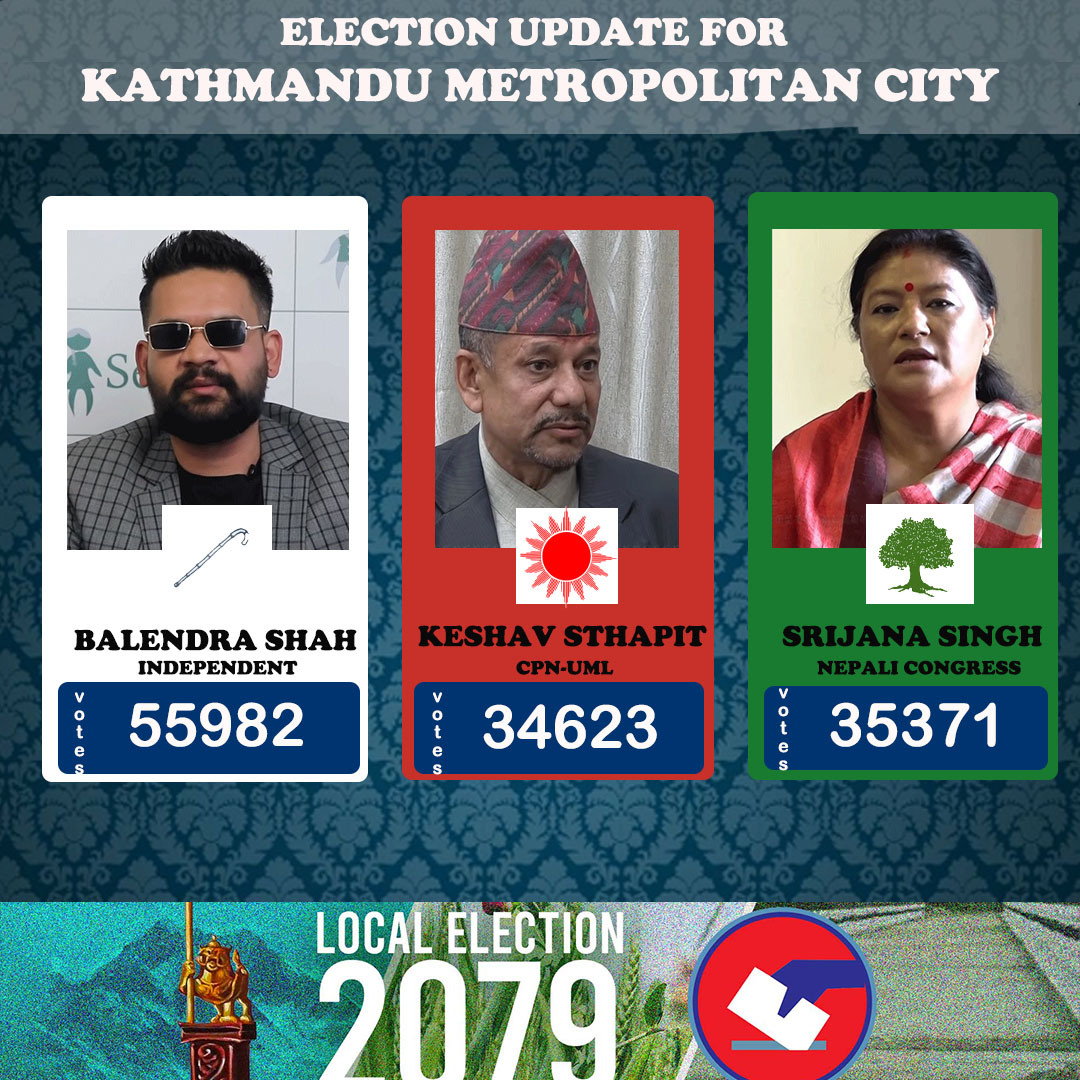 ELECTION UPDATE FOR
KATHMANDU METROPOLITAN CITY
BALENDRA SHAH
INDEPENDENT
votes
55982
KESHAV STHAPIT
CPN-UML
votes
34623
SRIJANA SINGH
NEPALI CONGRESS
votes
35371
LOCAL ELECTION
2079